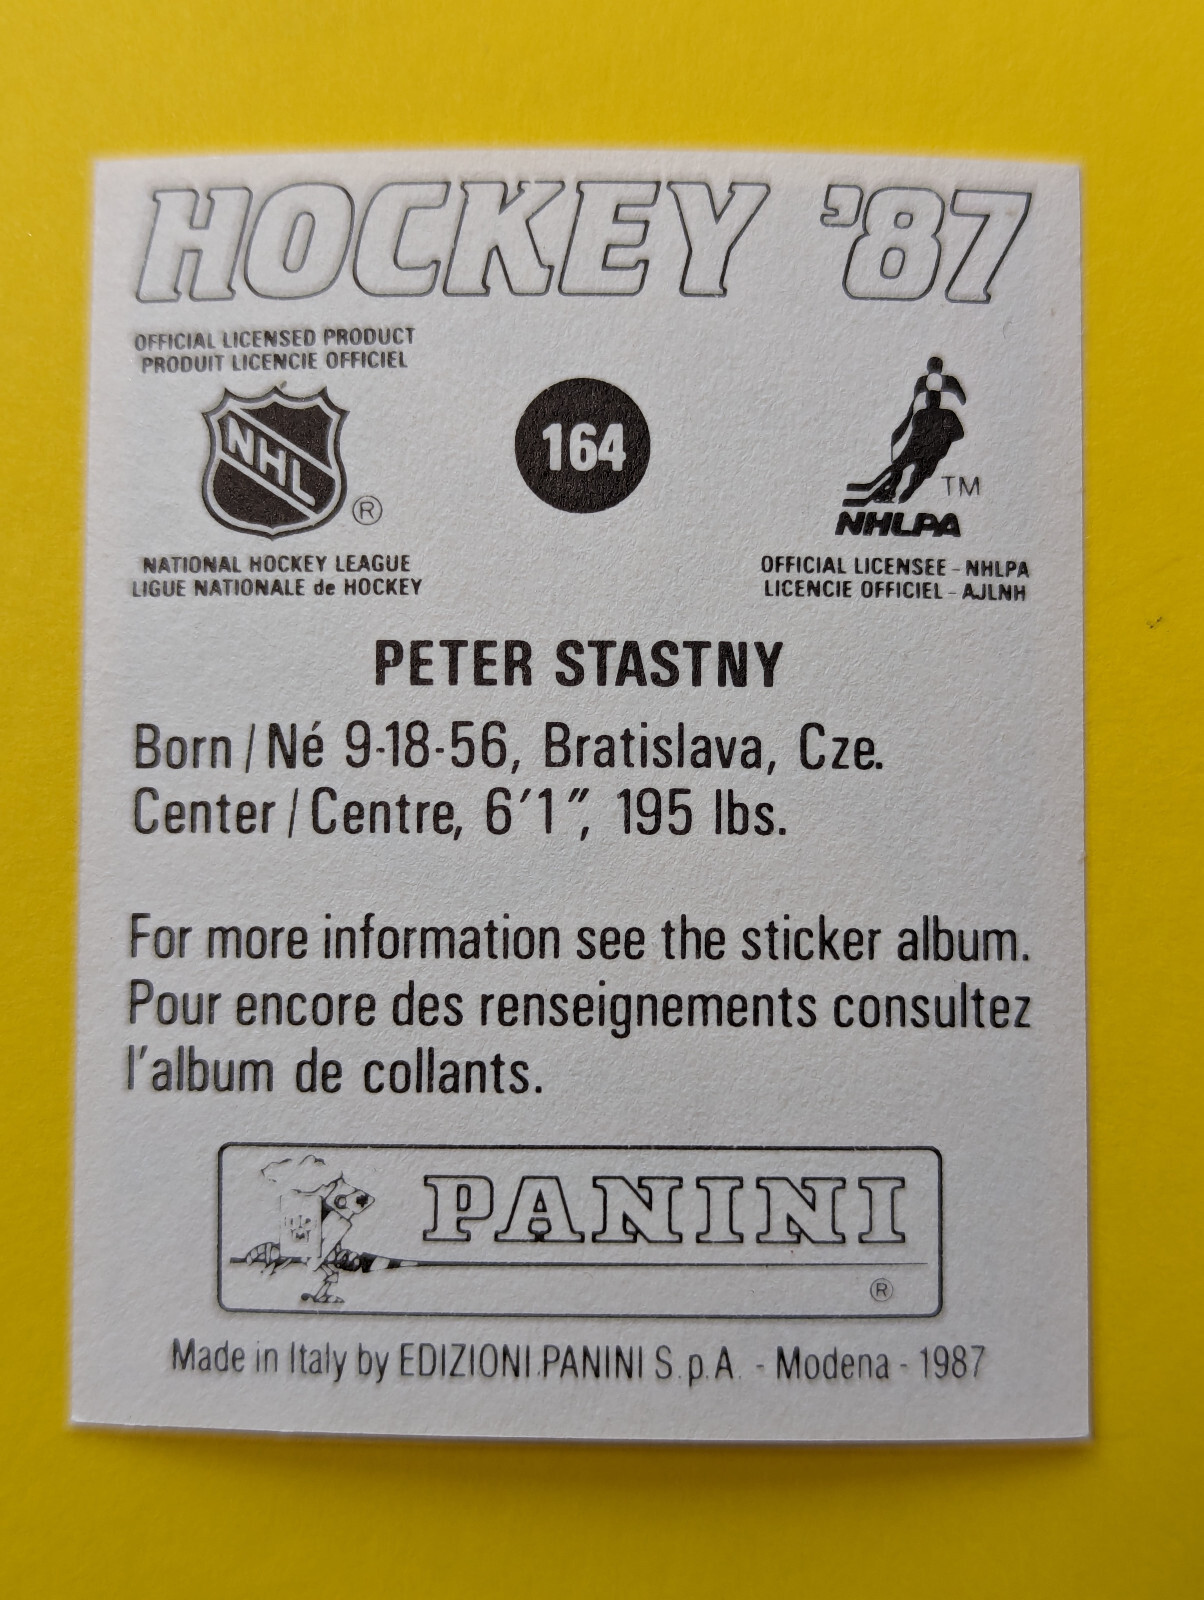 HOCKEY '87
OFFICIAL LICENSED PRODUCT
PRODUIT LICENCIE OFFICIEL
NHL
®
164
TM
NHLPA
NATIONAL HOCKEY LEAGUE
LIGUE NATIONALE de HOCKEY
OFFICIAL LICENSEE - NHLPA
LICENCIE OFFICIEL - AJLNH
PETER STASTNY
Born / Né 9-18-56, Bratislava, Cze.
Center / Centre, 6'1", 195 lbs.
For more information see the sticker album.
Pour encore des renseignements consultez
l'album de collants.
PANINI
®
Made in Italy by EDIZIONI PANINI S.p.A. - Modena - 1987